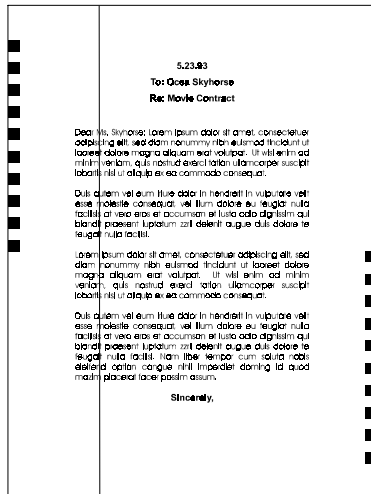 5.23.93
To: Ocea Skyhorse
Re: Movie Contract
Dear Ms. Skyhorse: Lorem ipsum dolor sit amet, consectetuer
adipiscing elit, sed diam nonummy nibh euismod tincidunt ut
laoreet dolore magna aliquam erat volutpat. Ut wisi enim ad
minim veniam, quis nostrud exerci tation ullamcorper suscipit
lobortis nisl ut aliquip ex ea commodo consequat.
Duis autem vel eum iriure dolor in hendrerit in vulputate velit
esse molestie consequat, vel illum dolore eu feugiat nulla
facilisis at vero eros et accumsan et iusto odio dignissim qui
blandit praesent luptatum zzril delenit augue duis dolore te
feugait nulla facilisi.
Lorem ipsum dolor sit amet, consectetuer adipiscing elit, sed
diam nonummy nibh euismod tincidunt ut laoreet dolore
magna aliquam erat volutpat. Ut wisi enim ad minim
veniam, quis nostrud exerci tation ullamcorper suscipit
lobortis nisl ut aliquip ex ea commodo consequat.
Duis autem vel eum iriure dolor in hendrerit in vulputate velit
esse molestie consequat, vel illum dolore eu feugiat nulla
facilisis at vero eros et accumsan et iusto odio dignissim qui
blandit praesent luptatum zzril delenit augue duis dolore te
feugait nulla facilisi. Nam liber tempor cum soluta nobis
eleifend option congue nihil imperdiet doming id quod
mazim placerat facer possim assum.
Sincerely,